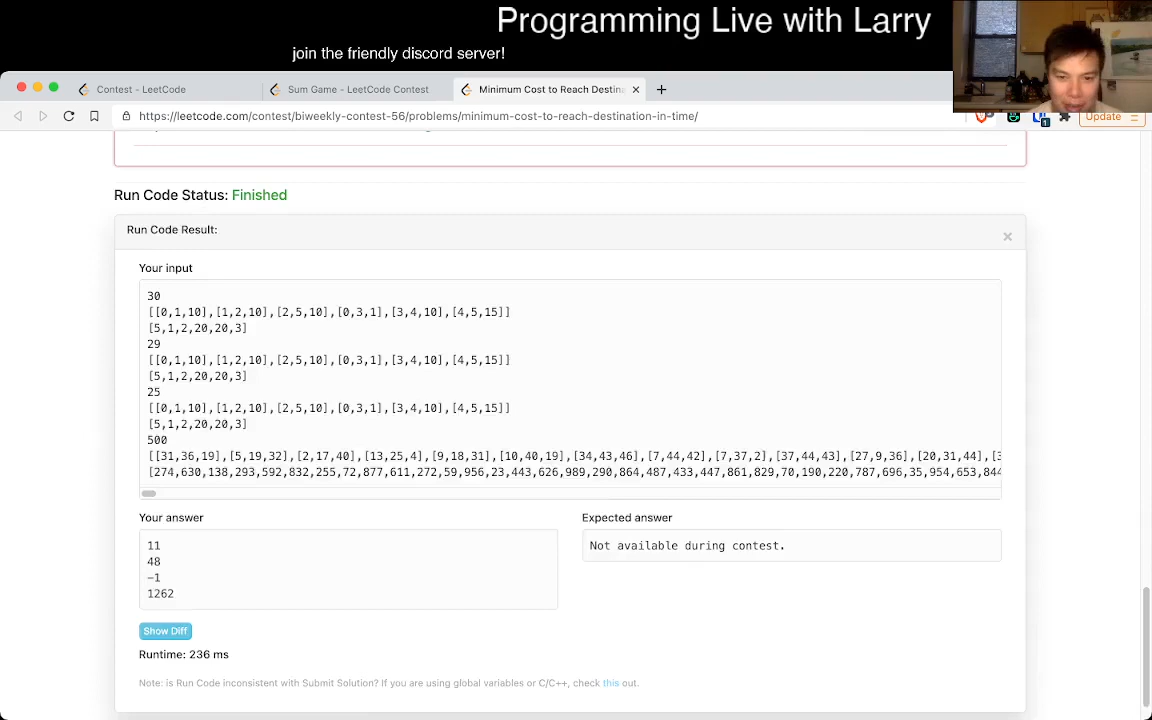 Programming Live with Larry
join the friendly discord server!
Contest - LeetCode
Sum Game - LeetCode Contest
Minimum Cost to Reach Destina
https://leetcode.com/contest/biweekly-contest-56/problems/minimum-cost-to-reach-destination-in-time/
Update
Run Code Status: Finished
Run Code Result:
Your input
30
[[0,1,10],[1,2,10],[2,5,10],[0,3,1],[3,4,10],[4,5,15]]
[5,1,2,20,20,3]
29
[[0,1,10],[1,2,10],[2,5,10],[0,3,1],[3,4,10],[4,5,15]]
[5,1,2,20,20,3]
25
[[0,1,10],[1,2,10],[2,5,10],[0,3,1],[3,4,10],[4,5,15]]
[5,1,2,20,20,3]
500
[[31,36,19],[5,19,32],[2,17,40],[13,25,4],[9,18,31],[10,40,19],[34,43,46],[7,44,42],[7,37,2],[37,44,43],[27,9,36],[20,31,44],[3
[274,630,138,293,592,832,255,72,877,611,272,59,956,23,443,626,989,290,864,487,433,447,861,829,70,190,220,787,696,35,954,653,844
Your answer
Expected answer
11
48
-1
1262
Not available during contest.
Show Diff
Runtime: 236 ms
Note: is Run Code inconsistent with Submit Solution? If you are using global variables or C/C++, check this out.